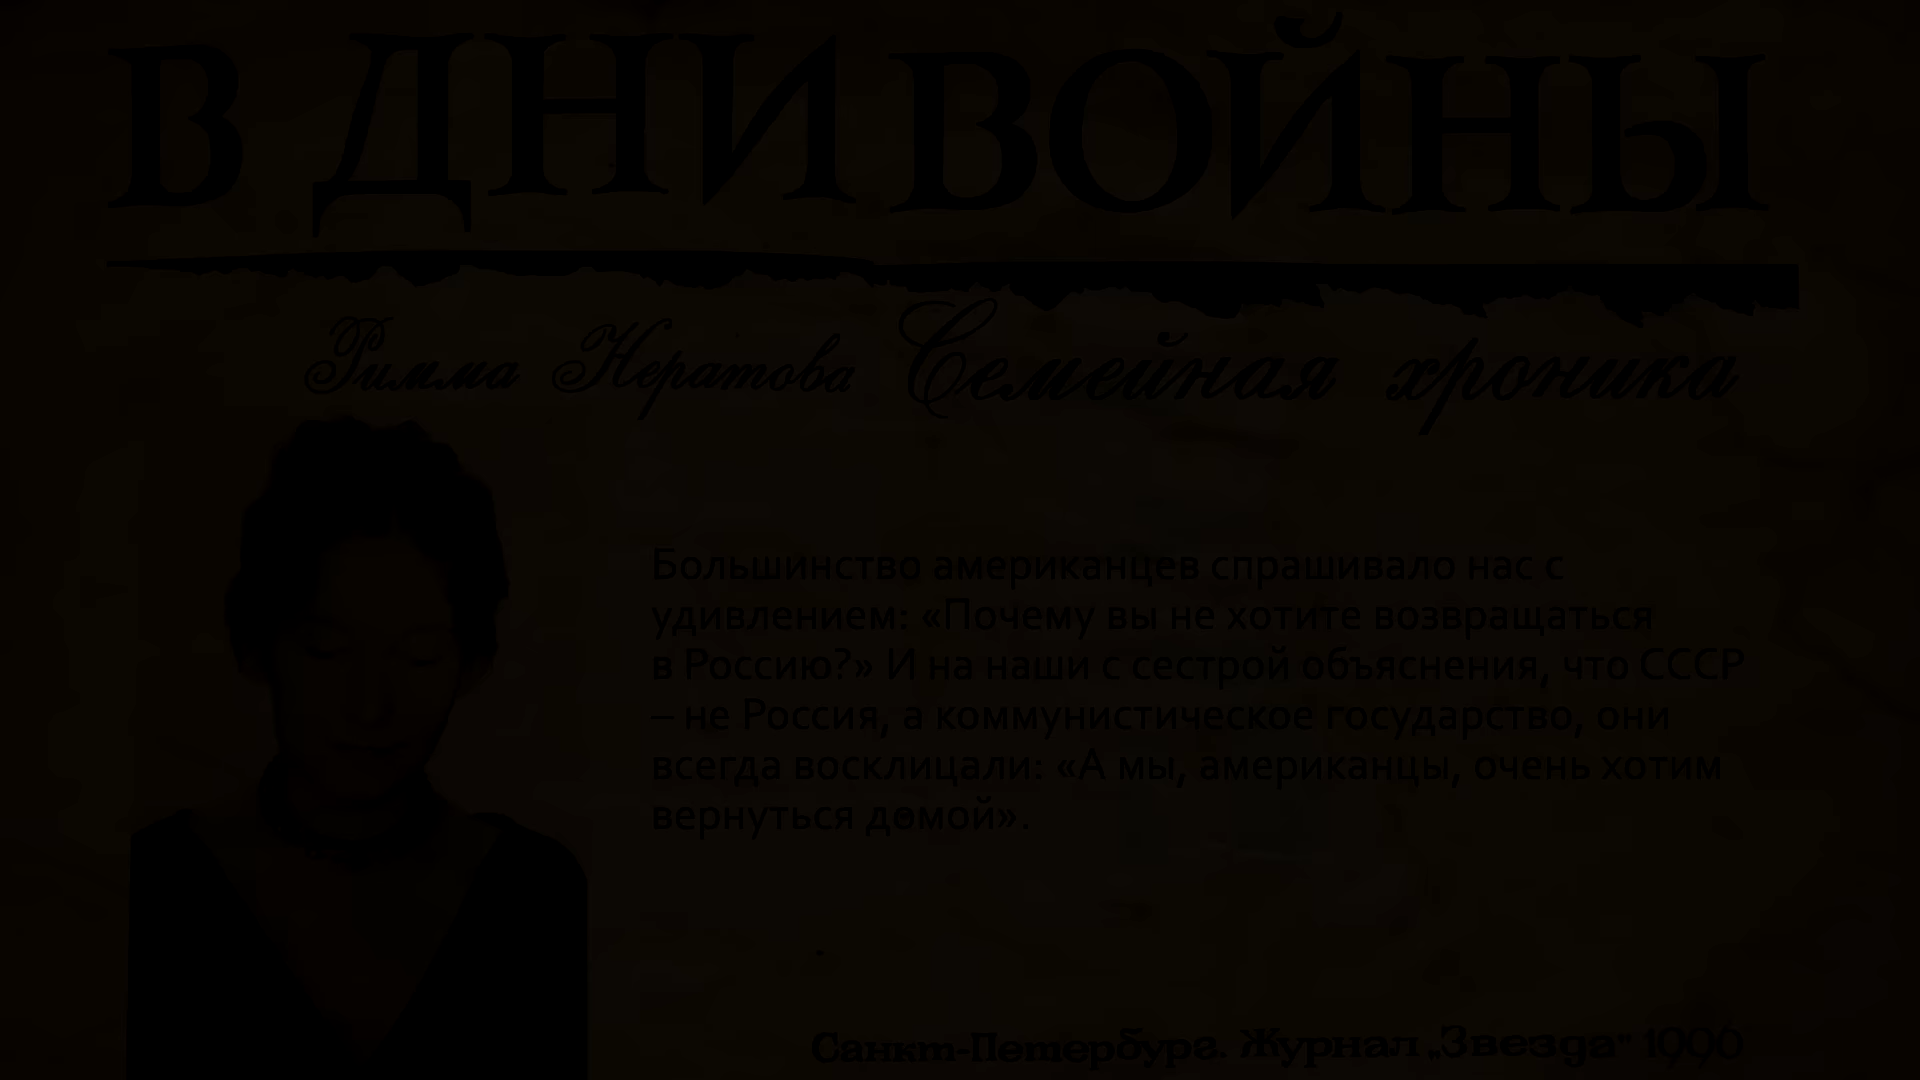 В ДНИ ВОЙНЫ
Римма Нератова Семейная хроника
Большинство американцев спрашивало нас с
удивлением: «Почему вы не хотите возвращаться
в Россию?» И на наши с сестрой объяснения, что СССР
– не Россия, а коммунистическое государство, они
всегда восклицали: «А мы, американцы, очень хотим
вернуться домой».
Санкт-Петербург. Журнал „Звезда" 1996